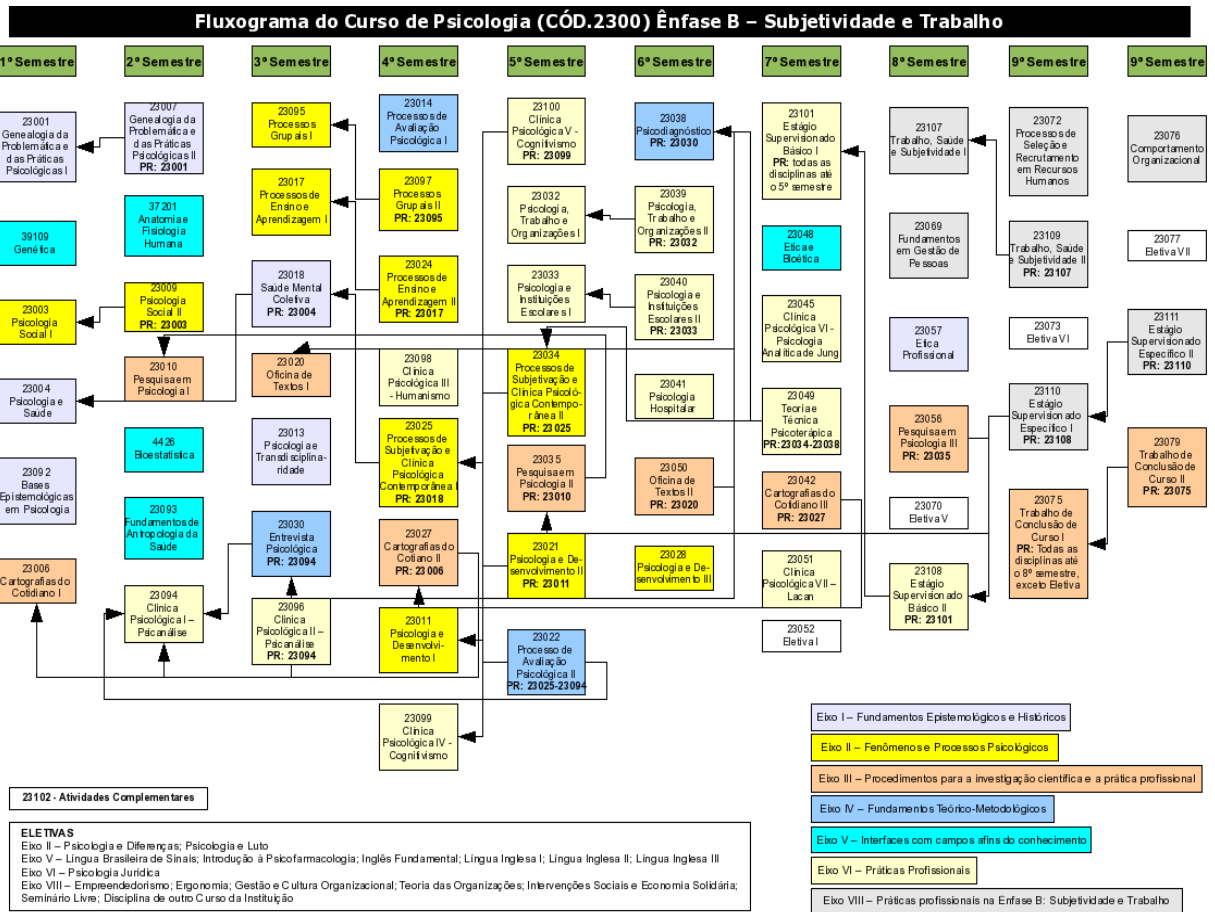 Fluxograma do Curso de Psicologia (CÓD.2300) Ênfase B – Subjetividade e Trabalho
1º Semestre
2º Semestre
3º Semestre
4º Semestre
5º Semestre
6º Semestre
7º Semestre
8º Semestre
9º Semestre
9º Semestre
23001
Genealogia da
Problemática e
das Práticas
Psicológicas I
39109
Genética
23003
Psicologia
Social I
23004
Psicologia e
Saúde
23092
Bases
Epistemológicas
em Psicologia
23006
Cartografias do
Cotidiano I
23007
Genealogia da
Problemática e
das Práticas
Psicológicas II
PR: 23001
37201
Anatomia e
Fisiologia
Humana
23009
Psicologia
Social II
PR: 23003
23010
Pesquisa em
Psicologia I
4426
Bioestatística
23093
Fundamentos de
Antropologia da
Saúde
23094
Clínica
Psicológica I –
Psicanálise
23095
Processos
Grupais I
23017
Processos de
Ensino e
Aprendizagem I
23018
Saúde Mental
Coletiva
PR: 23004
23020
Oficina de
Textos I
23013
Psicologia e
Transdisciplina-
ridade
23030
Entrevista
Psicológica
PR: 23094
23096
Clínica
Psicológica II –
Psicanálise
PR: 23094
23014
Processos de
Avaliação
Psicológica I
23097
Processos
Grupais II
PR: 23095
23024
Processos de
Ensino e
Aprendizagem II
PR: 23017
23098
Clínica
Psicológica III
- Humanismo
23025
Processos de
Subjetivação e
Clínica
Psicológica
Contemporânea I
PR: 23018
23027
Cartografias do
Cotiano II
PR: 23006
23011
Psicologia e
Desenvolvi-
mento I
23099
Clínica
Psicológica IV -
Cognitivismo
23100
Clínica
Psicológica V -
Cognitivismo
PR: 23099
23032
Psicologia,
Trabalho e
Organizações I
23033
Psicologia e
Instituições
Escolares I
23034
Processos de
Subjetivação e
Clínica Psicoló-
gica Contempo-
rânea II
PR: 23025
23035
Pesquisa em
Psicologia II
PR: 23010
23021
Psicologia e De-
senvolvimento II
PR: 23011
23022
Processo de
Avaliação
Psicológica II
PR: 23025-23094
23038
Psicodiagnóstico
PR: 23030
23039
Psicologia,
Trabalho e
Organizações II
PR: 23032
23040
Psicologia e
Instituições
Escolares II
PR: 23033
23041
Psicologia
Hospitalar
23050
Oficina de
Textos II
PR: 23020
23028
Psicologia e De-
senvolvimento III
23101
Estágio
Supervisionado
Básico I
PR: todas as
disciplinas até
o 5º semestre
23048
Etica e
Bioética
23045
Clínica
Psicológica VI -
Psicologia
Analítica de Jung
23049
Teoria e
Técnica
Psicoterápica
PR:23034-23038
23042
Cartografias do
Cotidiano III
PR: 23027
23051
Clínica
Psicológica VII –
Lacan
23052
Eletiva I
23107
Trabalho, Saúde
e Subjetividade I
23069
Fundamentos
em Gestão de
Pessoas
23057
Etica
Profissional
23056
Pesquisa em
Psicologia III
PR: 23035
23070
Eletiva V
23108
Estágio
Supervisionado
Básico II
PR: 23101
23072
Processos de
Seleção e
Recrutamento
em Recursos
Humanos
23109
Trabalho, Saúde
e Subjetividade II
PR: 23107
23073
Eletiva VI
23110
Estágio
Supervisionado
Específico I
PR: 23108
23075
Trabalho de
Conclusão de
Curso I
PR: Todas as
disciplinas até
o 8º semestre,
exceto Eletiva
23076
Comportamento
Organizacional
23077
Eletiva VII
23111
Estágio
Supervisionado
Específico II
PR: 23110
23079
Trabalho de
Conclusão de
Curso II
PR: 23075
Eixo I – Fundamentos Epistemológicos e Históricos
Eixo II – Fenômenos e Processos Psicológicos
Eixo III – Procedimentos para a investigação científica e a prática profissional
Eixo IV – Fundamentos Teórico-Metodológicos
Eixo V – Interfaces com campos afins do conhecimento
Eixo VI – Práticas Profissionais
Eixo VIII – Práticas profissionais na Enfase B: Subjetividade e Trabalho
23102 - Atividades Complementares
ELETIVAS
Eixo II – Psicologia e Diferenças; Psicologia e Luto
Eixo V – Língua Brasileira de Sinais; Introdução à Psicofarmacologia; Inglês Fundamental; Língua Inglesa I; Língua Inglesa II; Língua Inglesa III
Eixo VI – Psicologia Jurídica
Eixo VIII – Empreendedorismo; Ergonomia; Gestão e Cultura Organizacional; Teoria das Organizações; Intervenções Sociais e Economia Solidária;
Seminário Livre; Disciplina de outro Curso da Instituição